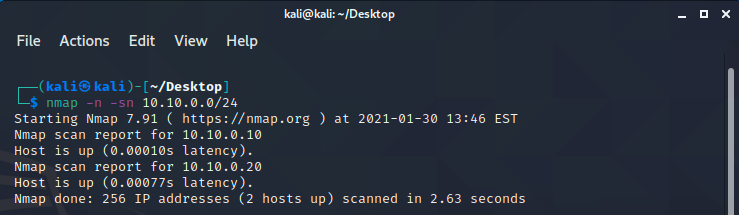 kali@kali: ~/Desktop
File Actions Edit View Help
┌──(kali㉿kali)-[~/Desktop]
└─$ nmap -n -sn 10.10.0.0/24
Starting Nmap 7.91 ( https://nmap.org ) at 2021-01-30 13:46 EST
Nmap scan report for 10.10.0.10
Host is up (0.00010s latency).
Nmap scan report for 10.10.0.20
Host is up (0.00077s latency).
Nmap done: 256 IP addresses (2 hosts up) scanned in 2.63 seconds